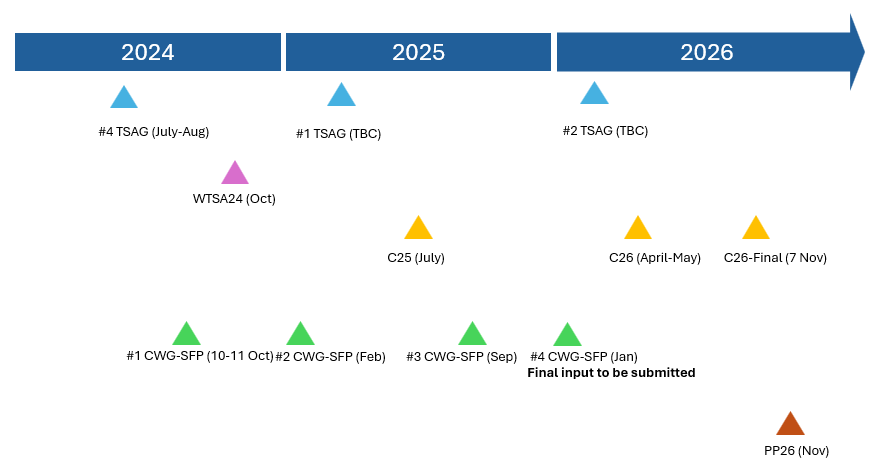 2024
2025
2026
#4 TSAG (July-Aug)
#1 TSAG (TBC)
#2 TSAG (TBC)
WTSA24 (Oct)
C25 (July)
C26 (April-May)
C26-Final (7 Nov)
#1 CWG-SFP (10-11 Oct)
#2 CWG-SFP (Feb)
#3 CWG-SFP (Sep)
#4 CWG-SFP (Jan)
Final input to be submitted
PP26 (Nov)